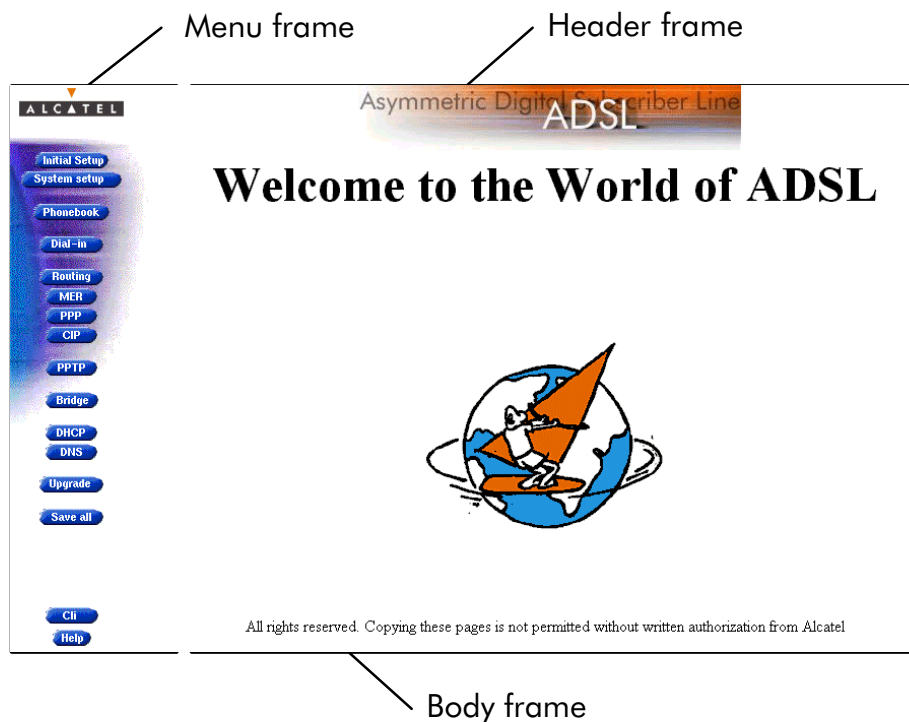 Menu frame
Header frame
ALCATEL
Asymmetric Digital Subscriber Line
ADSL
Initial Setup
System setup
Phonebook
Dial-in
Routing
MER
PPP
CIP
PPTP
Bridge
DHCP
DNS
Upgrade
Save all
Cli
Help
Welcome to the World of ADSL
All rights reserved. Copying these pages is not permitted without written authorization from Alcatel
Body frame